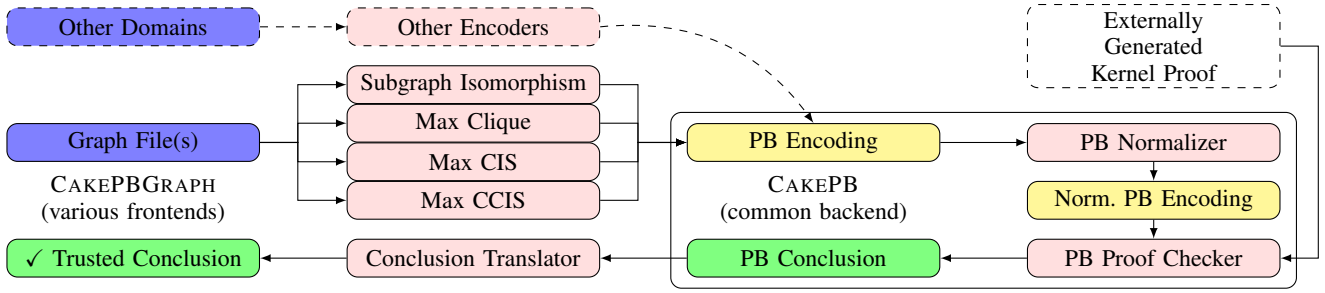 Other Domains
Other Encoders
Externally
Generated
Kernel Proof
Subgraph Isomorphism
Max Clique
Max CIS
Max CCIS
Graph File(s)
CAKEPBGRAPH
(various frontends)
PB Encoding
CAKEPB
(common backend)
PB Normalizer
Norm. PB Encoding
PB Proof Checker
PB Conclusion
Conclusion Translator
✓ Trusted Conclusion